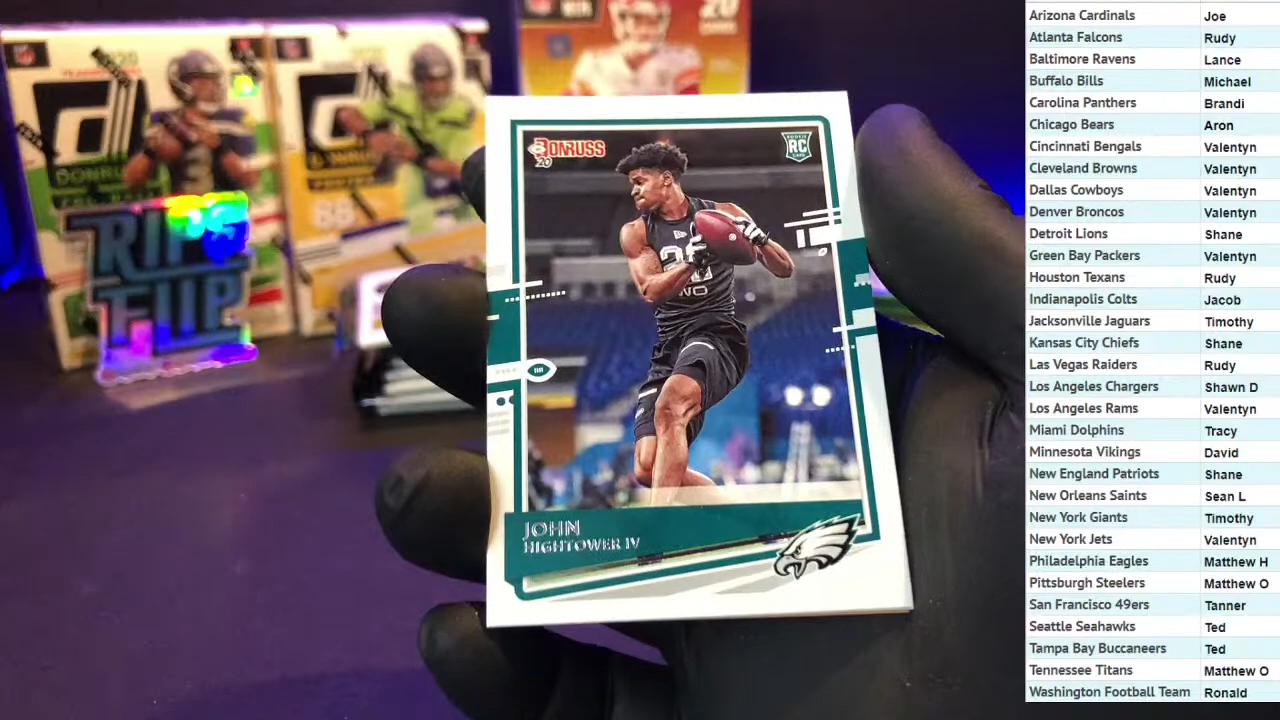 DONRUSS
20
ROOKIE
RC
CARD
JOHN
HIGHTOWER IV
RIP
FLIP
20
Arizona Cardinals Joe
Atlanta Falcons Rudy
Baltimore Ravens Lance
Buffalo Bills Michael
Carolina Panthers Brandi
Chicago Bears Aron
Cincinnati Bengals Valentyn
Cleveland Browns Valentyn
Dallas Cowboys Valentyn
Denver Broncos Valentyn
Detroit Lions Shane
Green Bay Packers Valentyn
Houston Texans Rudy
Indianapolis Colts Jacob
Jacksonville Jaguars Timothy
Kansas City Chiefs Shane
Las Vegas Raiders Rudy
Los Angeles Chargers Shawn D
Los Angeles Rams Valentyn
Miami Dolphins Tracy
Minnesota Vikings David
New England Patriots Shane
New Orleans Saints Sean L
New York Giants Timothy
New York Jets Valentyn
Philadelphia Eagles Matthew H
Pittsburgh Steelers Matthew O
San Francisco 49ers Tanner
Seattle Seahawks Ted
Tampa Bay Buccaneers Ted
Tennessee Titans Matthew O
Washington Football Team Ronald